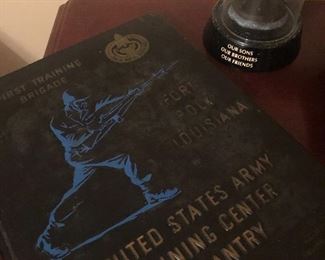 FIRST TRAINING
BRIGADE
FORT
POLK
LOUISIANA
UNITED STATES ARMY
TRAINING CENTER
INFANTRY
OUR SONS
OUR BROTHERS
OUR FRIENDS